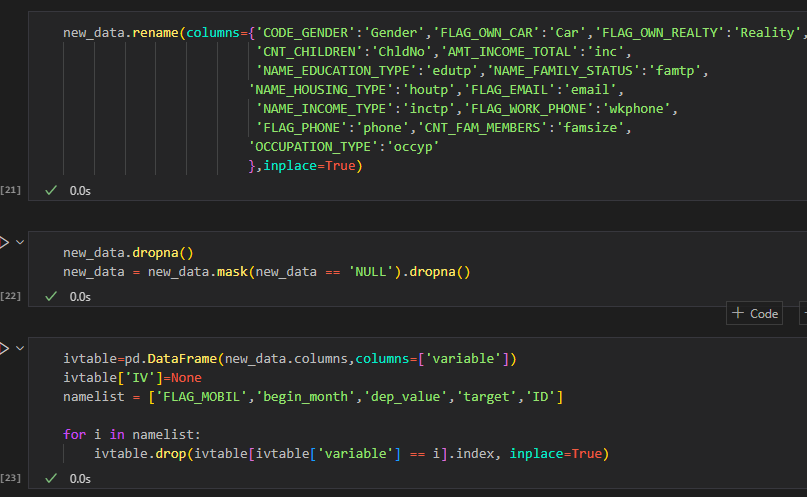 new_data.rename(columns={'CODE_GENDER':'Gender','FLAG_OWN_CAR':'Car','FLAG_OWN_REALTY':'Reality',
'CNT_CHILDREN':'ChldNo','AMT_INCOME_TOTAL':'inc',
'NAME_EDUCATION_TYPE':'edutp','NAME_FAMILY_STATUS':'famtp',
'NAME_HOUSING_TYPE':'houtp','FLAG_EMAIL':'email',
'NAME_INCOME_TYPE':'inctp','FLAG_WORK_PHONE':'wkphone',
'FLAG_PHONE':'phone','CNT_FAM_MEMBERS':'famsize',
'OCCUPATION_TYPE':'occyp'
},inplace=True)
[21] ✓ 0.0s
new_data.dropna()
new_data = new_data.mask(new_data == 'NULL').dropna()
[22] ✓ 0.0s
+ Code
ivtable=pd.DataFrame(new_data.columns,columns=['variable'])
ivtable['IV']=None
namelist = ['FLAG_MOBIL','begin_month','dep_value','target','ID']
for i in namelist:
ivtable.drop(ivtable[ivtable['variable'] == i].index, inplace=True)
[23] ✓ 0.0s